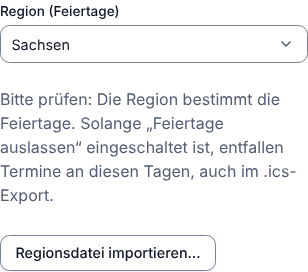 Region (Feiertage)
Sachsen
Bitte prüfen: Die Region bestimmt die
Feiertage. Solange „Feiertage
auslassen“ eingeschaltet ist, entfallen
Termine an diesen Tagen, auch im .ics-
Export.
Regionsdatei importieren…